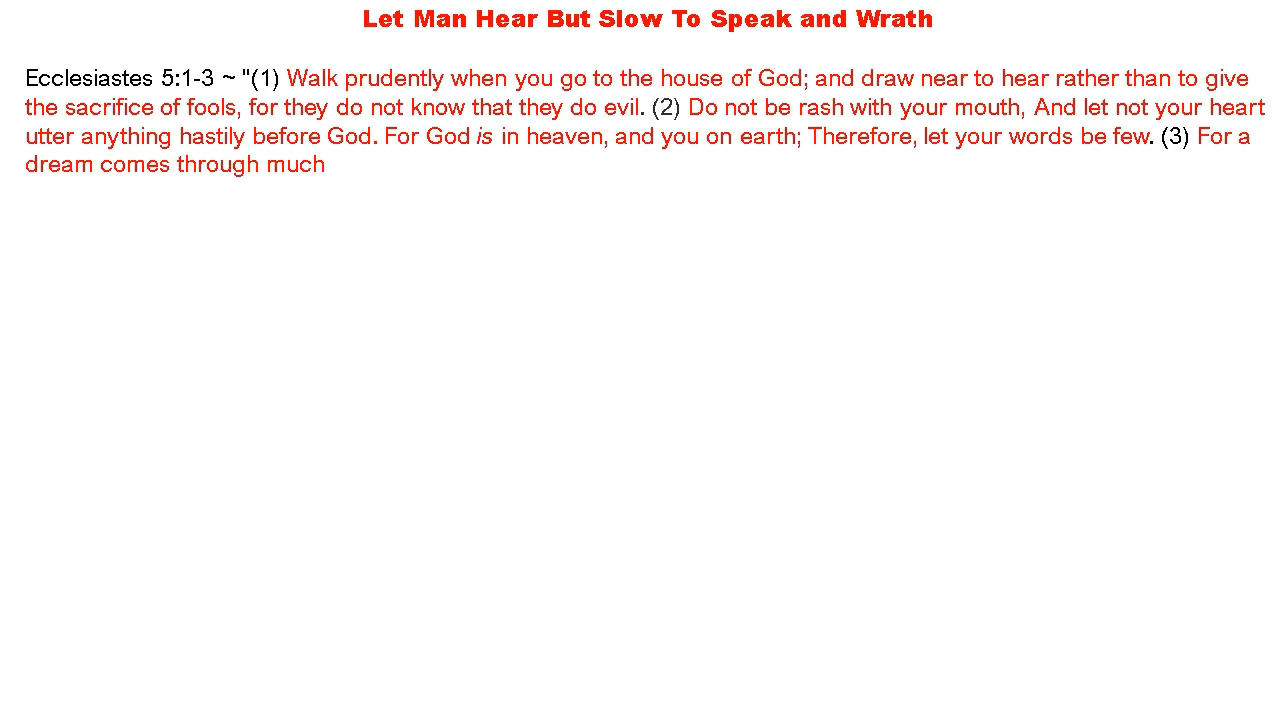 Let Man Hear But Slow To Speak and Wrath
Ecclesiastes 5:1-3 ~ "(1) Walk prudently when you go to the house of God; and draw near to hear rather than to give
the sacrifice of fools, for they do not know that they do evil. (2) Do not be rash with your mouth, And let not your heart
utter anything hastily before God. For God is in heaven, and you on earth; Therefore, let your words be few. (3) For a
dream comes through much